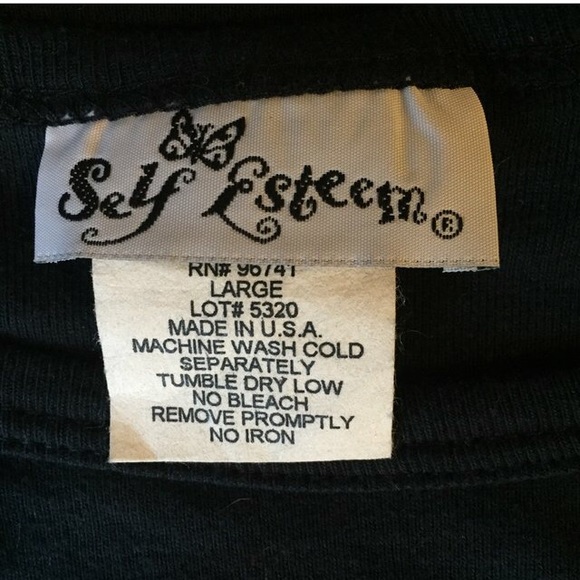 Self Esteem®
RN# 96741
LARGE
LOT# 5320
MADE IN U.S.A.
MACHINE WASH COLD
SEPARATELY
TUMBLE DRY LOW
NO BLEACH
REMOVE PROMPTLY
NO IRON